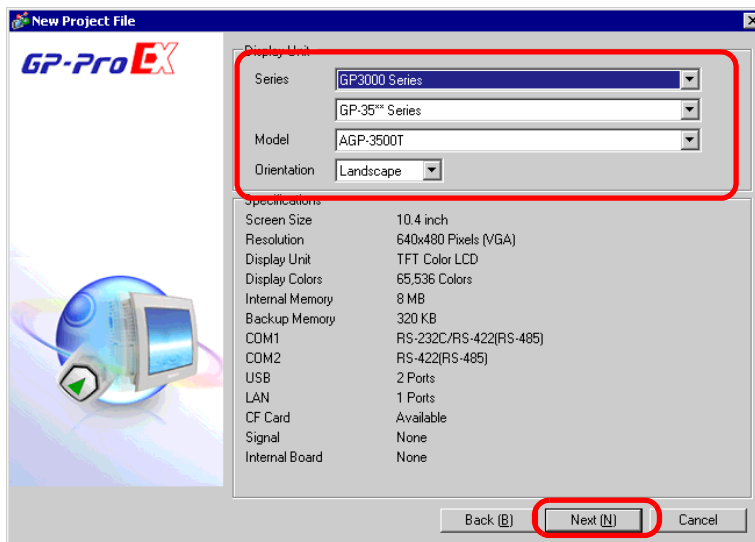 New Project File
GP-Pro EX
Display Unit
Series GP3000 Series
GP-35** Series
Model AGP-3500T
Orientation Landscape
Specifications
Screen Size 10.4 inch
Resolution 640x480 Pixels (VGA)
Display Unit TFT Color LCD
Display Colors 65,536 Colors
Internal Memory 8 MB
Backup Memory 320 KB
COM1 RS-232C/RS-422(RS-485)
COM2 RS-422(RS-485)
USB 2 Ports
LAN 1 Ports
CF Card Available
Signal None
Internal Board None
Back (B) Next (N) Cancel